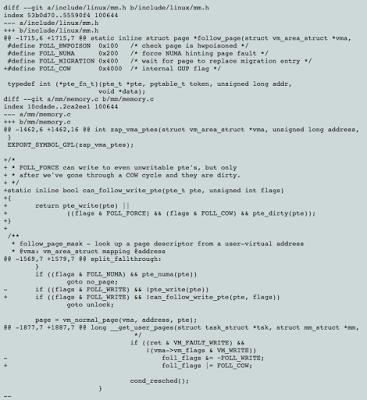 diff --git a/include/linux/mm.h b/include/linux/mm.h
index 53b0d70..55590f4 100644
--- a/include/linux/mm.h
+++ b/include/linux/mm.h
@@ -1715,6 +1715,7 @@ static inline struct page *follow_page(struct vm_area_struct *vma,
 #define FOLL_HWPOISON 0x100 /* check page is hwpoisoned */
 #define FOLL_NUMA 0x200 /* force NUMA hinting page fault */
 #define FOLL_MIGRATION 0x400 /* wait for page to replace migration entry */
+#define FOLL_COW 0x4000 /* internal GUP flag */

 typedef int (*pte_fn_t)(pte_t *pte, pgtable_t token, unsigned long addr,
 void *data);
diff --git a/mm/memory.c b/mm/memory.c
index 10cdade..2ca2ee1 100644
--- a/mm/memory.c
+++ b/mm/memory.c
@@ -1462,6 +1462,16 @@ int zap_vma_ptes(struct vm_area_struct *vma, unsigned long address,
 }
 EXPORT_SYMBOL_GPL(zap_vma_ptes);

+/*
+ * FOLL_FORCE can write to even unwritable pte's, but only
+ * after we've gone through a COW cycle and they are dirty.
+ */
+static inline bool can_follow_write_pte(pte_t pte, unsigned int flags)
+{
+ return pte_write(pte) ||
+ ((flags & FOLL_FORCE) && (flags & FOLL_COW) && pte_dirty(pte));
+}
+
 /**
 * follow_page_mask - look up a page descriptor from a user-virtual address
 * @vma: vm_area_struct mapping @address
@@ -1569,7 +1579,7 @@ split_fallthrough:
 }
 if ((flags & FOLL_NUMA) && pte_numa(pte))
 goto no_page;
- if ((flags & FOLL_WRITE) && !pte_write(pte))
+ if ((flags & FOLL_WRITE) && !can_follow_write_pte(pte, flags))
 goto unlock;

 page = vm_normal_page(vma, address, pte);
@@ -1877,7 +1887,7 @@ long __get_user_pages(struct task_struct *tsk, struct mm_struct *mm,
 */
 if ((ret & VM_FAULT_WRITE) &&
 !(vma->vm_flags & VM_WRITE))
- foll_flags &= ~FOLL_WRITE;
+ foll_flags |= FOLL_COW;

 cond_resched();
 }
--